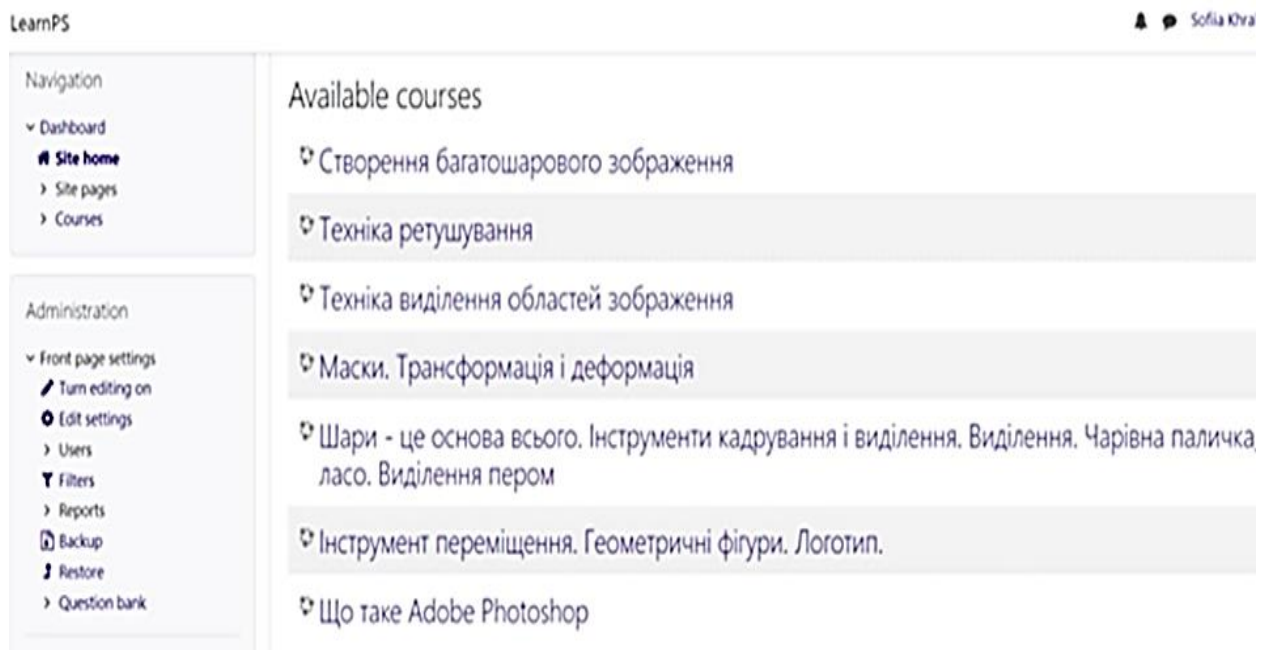 LearnPS
Sofiia
Navigation
Dashboard
Site home
Site pages
Courses
Administration
Front page settings
Turn editing on
Edit settings
Users
Filters
Reports
Backup
Restore
Question bank
Available courses
Створення багатошарового зображення
Техніка ретушування
Техніка виділення областей зображення
Маски. Трансформація і деформація
Шари - це основа всього. Інструменти кадрування і виділення. Виділення. Чарівна паличка,
ласо. Виділення пером
Інструмент переміщення. Геометричні фігури. Логотип.
Що таке Adobe Photoshop